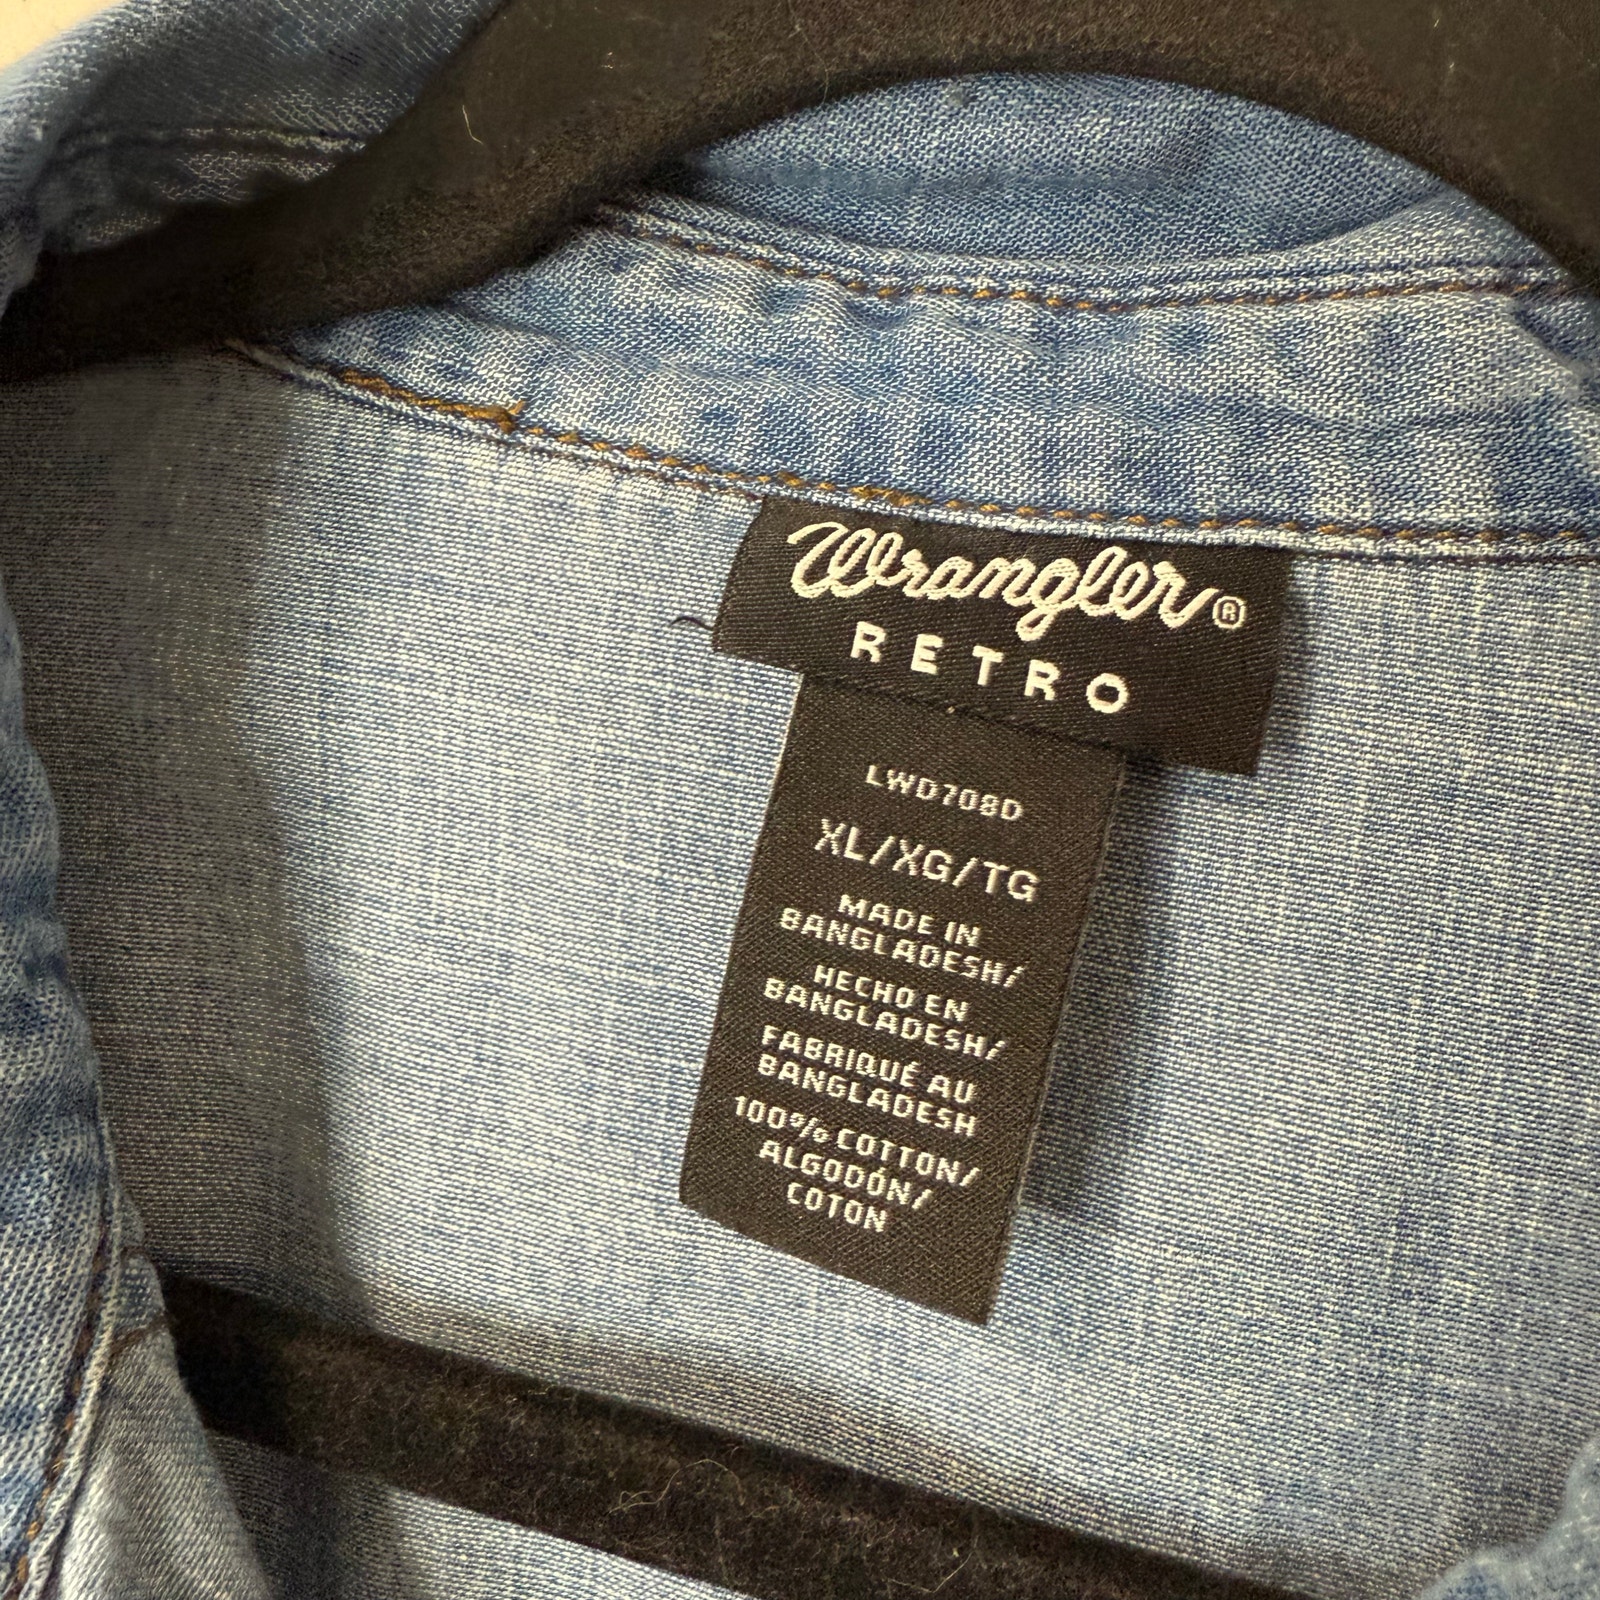 Wrangler®
RETRO
LWD708D
XL/XG/TG
MADE IN
BANGLADESH/
HECHO EN
BANGLADESH/
FABRIQUÉ AU
BANGLADESH
100% COTTON/
ALGODÓN/
COTON